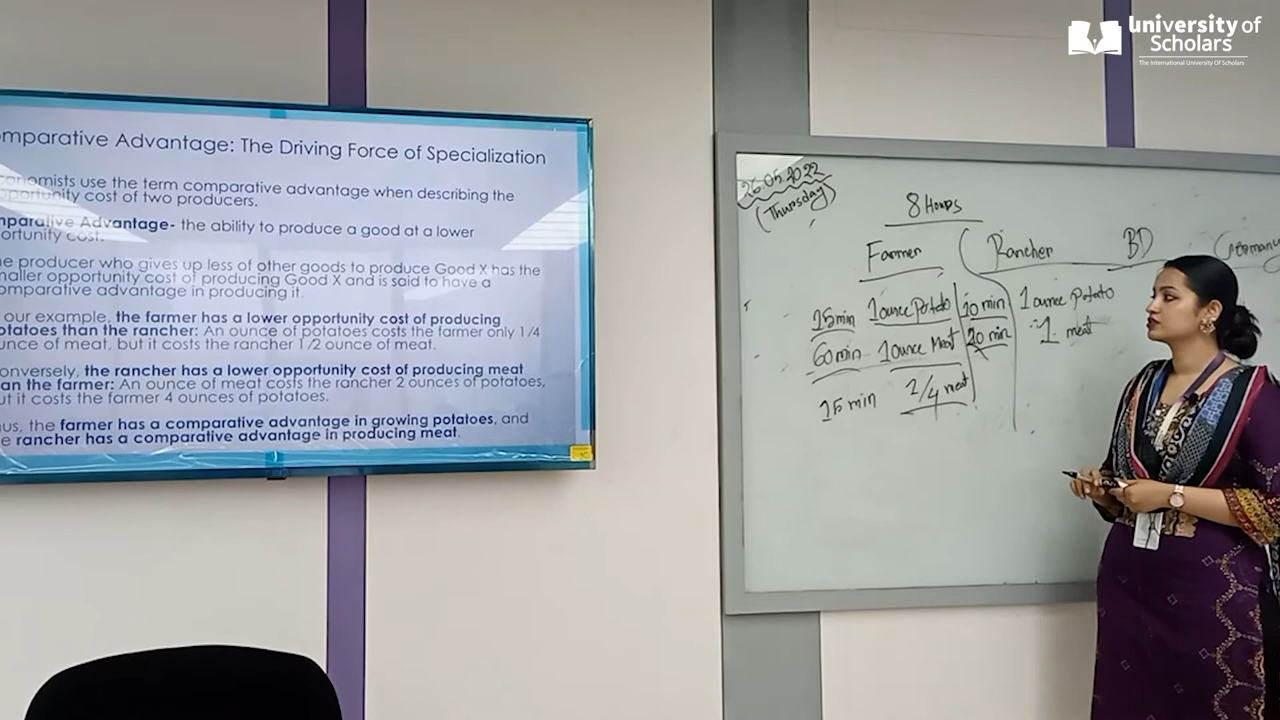 University of
Scholars
The International University Of Scholars
omparative Advantage: The Driving Force of Specialization
conomists use the term comparative advantage when describing the
pportunity cost of two producers.
mparative Advantage- the ability to produce a good at a lower
ortunity cost.
e producer who gives up less of other goods to produce Good X has the
maller opportunity cost of producing Good X and is said to have a
omparative advantage in producing it.
our example, the farmer has a lower opportunity cost of producing
otatoes than the rancher: An ounce of potatoes costs the farmer only 1/4
unce of meat, but it costs the rancher 1/2 ounce of meat.
onversely, the rancher has a lower opportunity cost of producing meat
an the farmer: An ounce of meat costs the rancher 2 ounces of potatoes,
ut it costs the farmer 4 ounces of potatoes.
us, the farmer has a comparative advantage in growing potatoes, and
e rancher has a comparative advantage in producing meat.
26.05.2022
(Thursday)
8 Hours
Farmer
15 min 1 ounce potato
60 min 1 ounce Meat
15 min 1/4 meat
Rancher BD Germany
10 min 1 ounce potato
20 min 1 meat